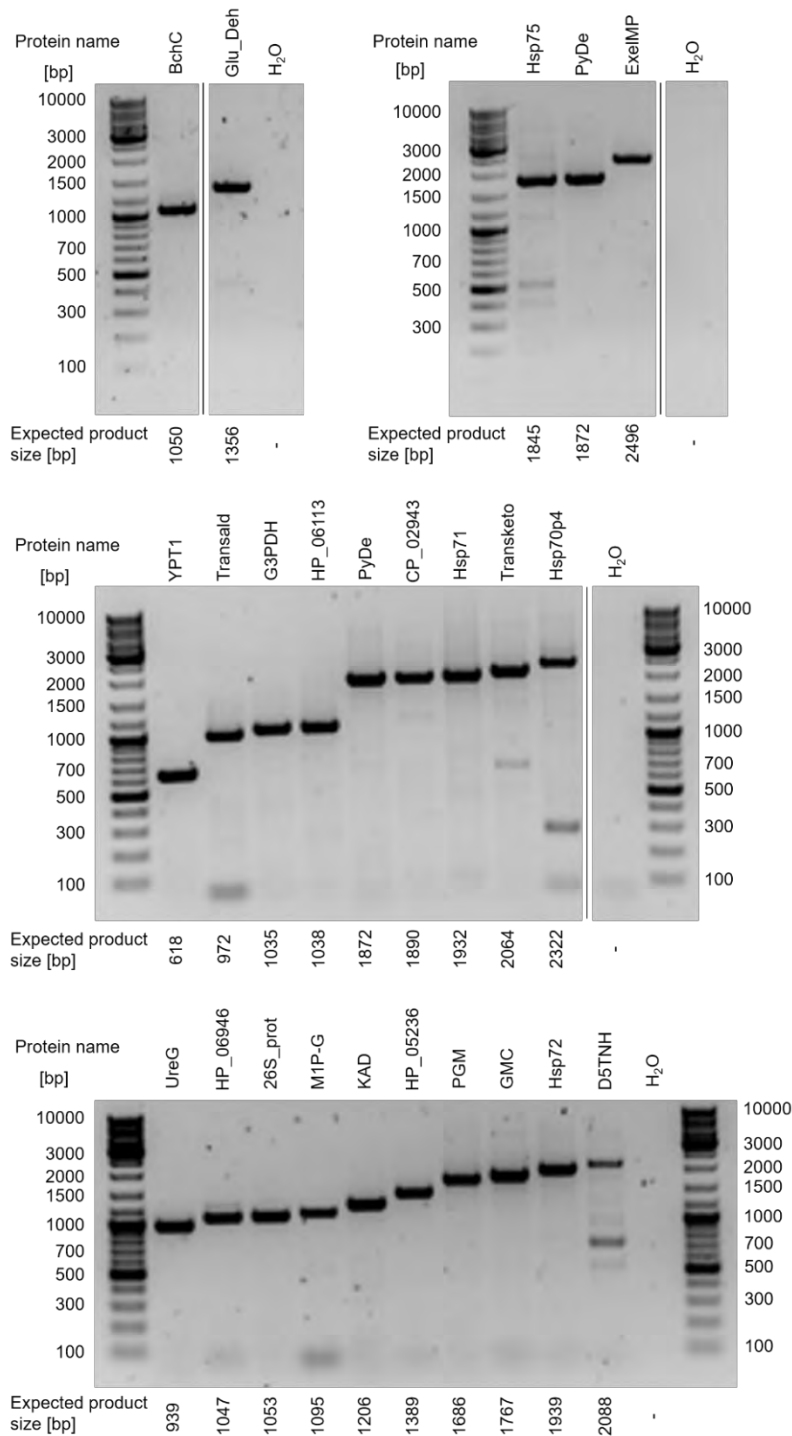 Protein name BchC Glu_Deh H₂O
[bp]
10000
3000
2000
1500
1000
700
500
300
100
Expected product
size [bp] 1050 1356 -
Protein name Hsp75 PyDe ExeIMP H₂O
[bp]
10000
3000
2000
1500
1000
700
500
300
Expected product
size [bp] 1845 1872 2496 -
Protein name YPT1 Transald G3PDH HP_06113 PyDe CP_02943 Hsp71 Transketo Hsp70p4 H₂O
[bp]
10000 10000
3000 3000
2000 2000
1500 1500
1000 1000
700 700
500 500
300 300
100 100
Expected product
size [bp] 618 972 1035 1038 1872 1890 1932 2064 2322 -
Protein name UreG HP_06946 26S_prot M1P-G KAD HP_05236 PGM GMC Hsp72 D5TNH H₂O
[bp]
10000 10000
3000 3000
2000 2000
1500 1500
1000 1000
700 700
500 500
300 300
100 100
Expected product
size [bp] 939 1047 1053 1095 1206 1389 1686 1767 1939 2088 -